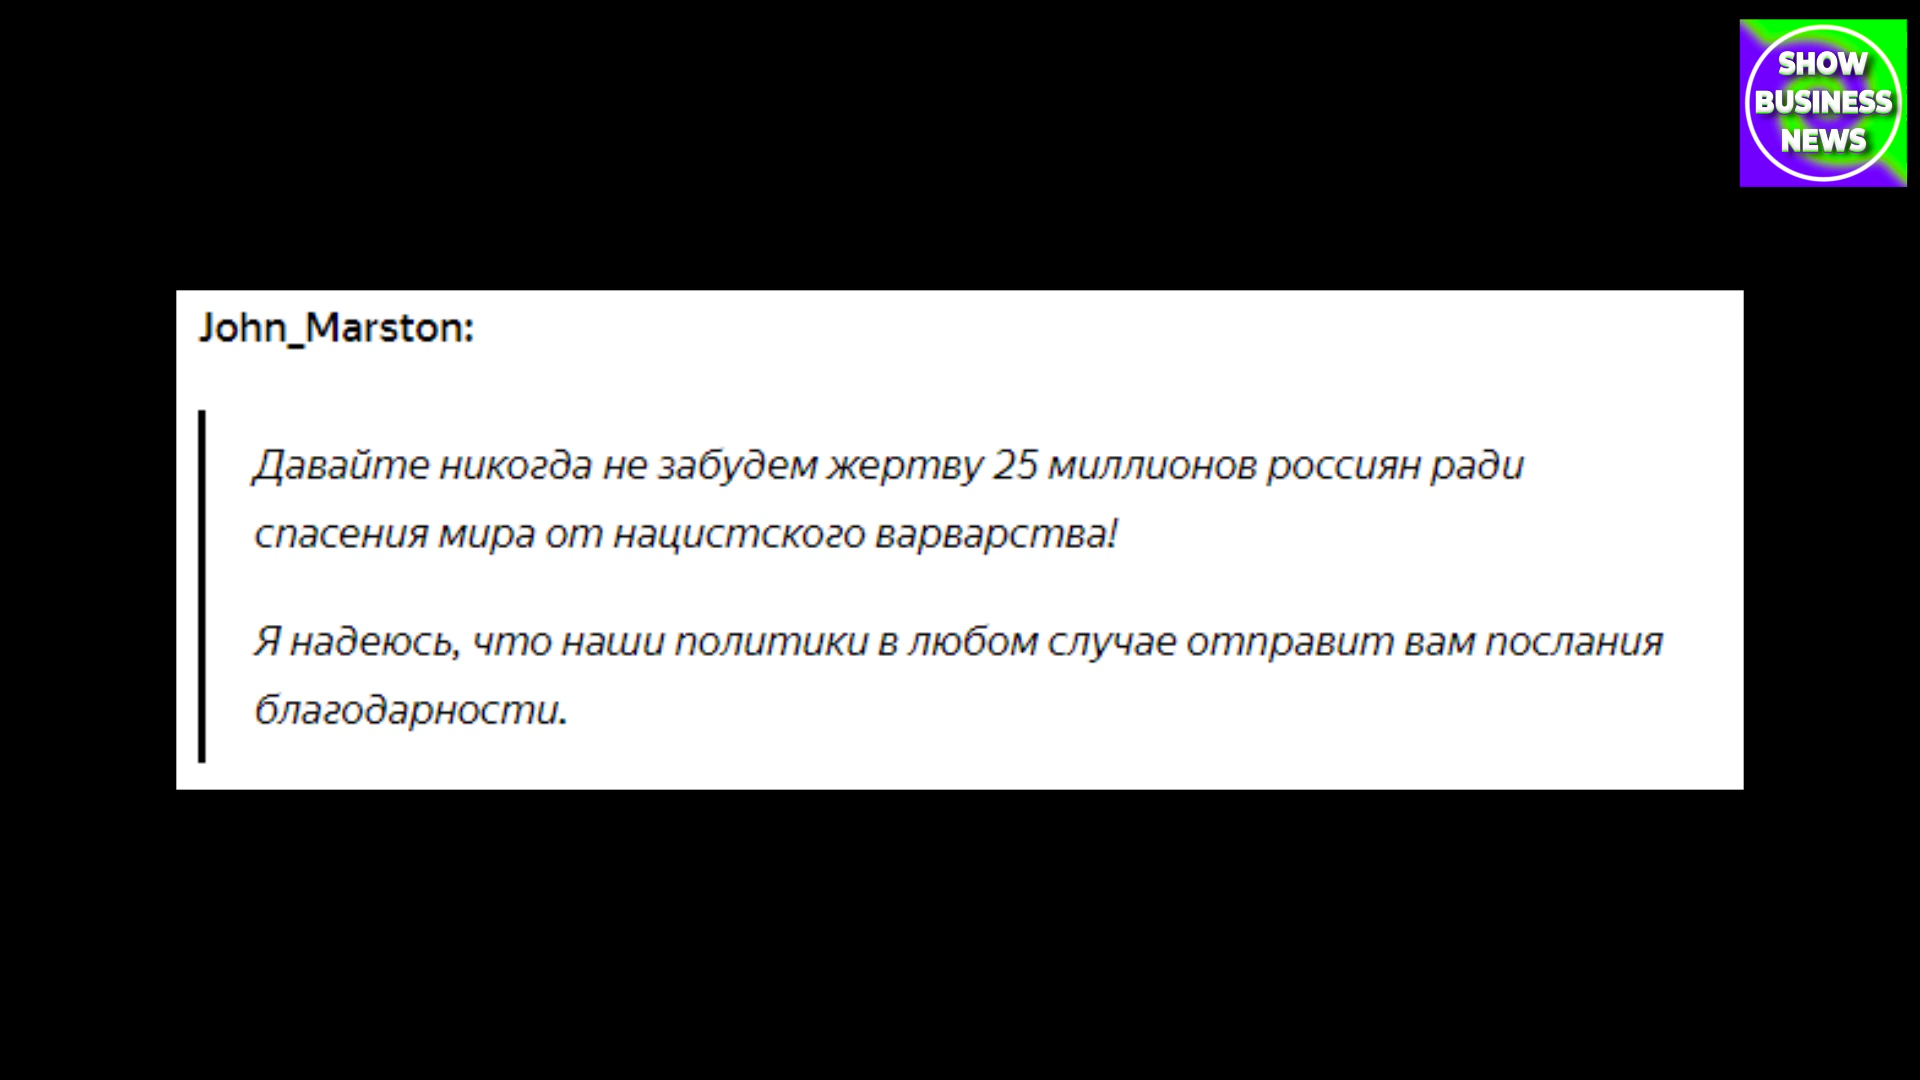 SHOW
BUSINESS
NEWS
John_Marston:
Давайте никогда не забудем жертву 25 миллионов россиян ради
спасения мира от нацистского варварства!
Я надеюсь, что наши политики в любом случае отправит вам послания
благодарности.